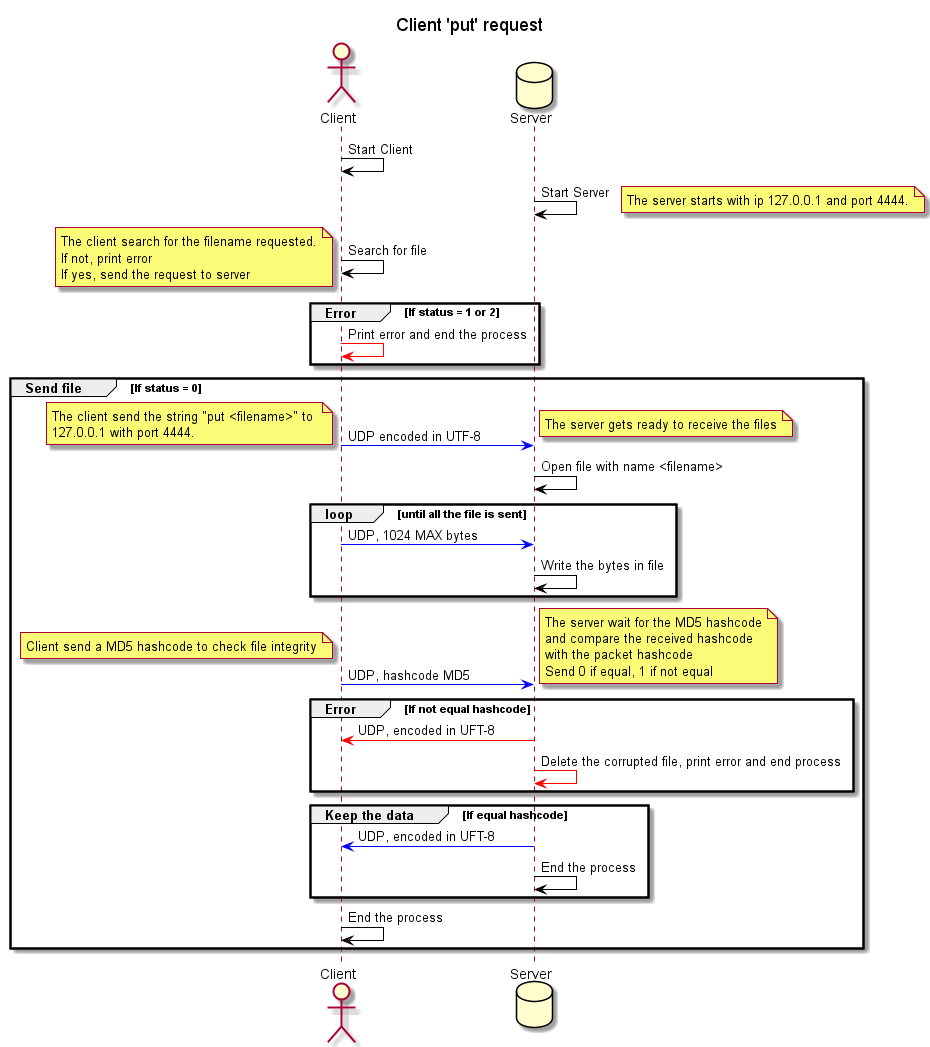 Client 'put' request
Client
Server
Start Client
Start Server
The server starts with ip 127.0.0.1 and port 4444.
The client search for the filename requested.
If not, print error
If yes, send the request to server
Search for file
Error
[If status = 1 or 2]
Print error and end the process
Send file
[If status = 0]
The client send the string "put <filename>" to
127.0.0.1 with port 4444.
UDP encoded in UTF-8
The server gets ready to receive the files
Open file with name <filename>
loop
[until all the file is sent]
UDP, 1024 MAX bytes
Write the bytes in file
Client send a MD5 hashcode to check file integrity
The server wait for the MD5 hashcode
and compare the received hashcode
with the packet hashcode
Send 0 if equal, 1 if not equal
UDP, hashcode MD5
Error
[If not equal hashcode]
UDP, encoded in UFT-8
Delete the corrupted file, print error and end process
Keep the data
[If equal hashcode]
UDP, encoded in UFT-8
End the process
End the process
Client
Server